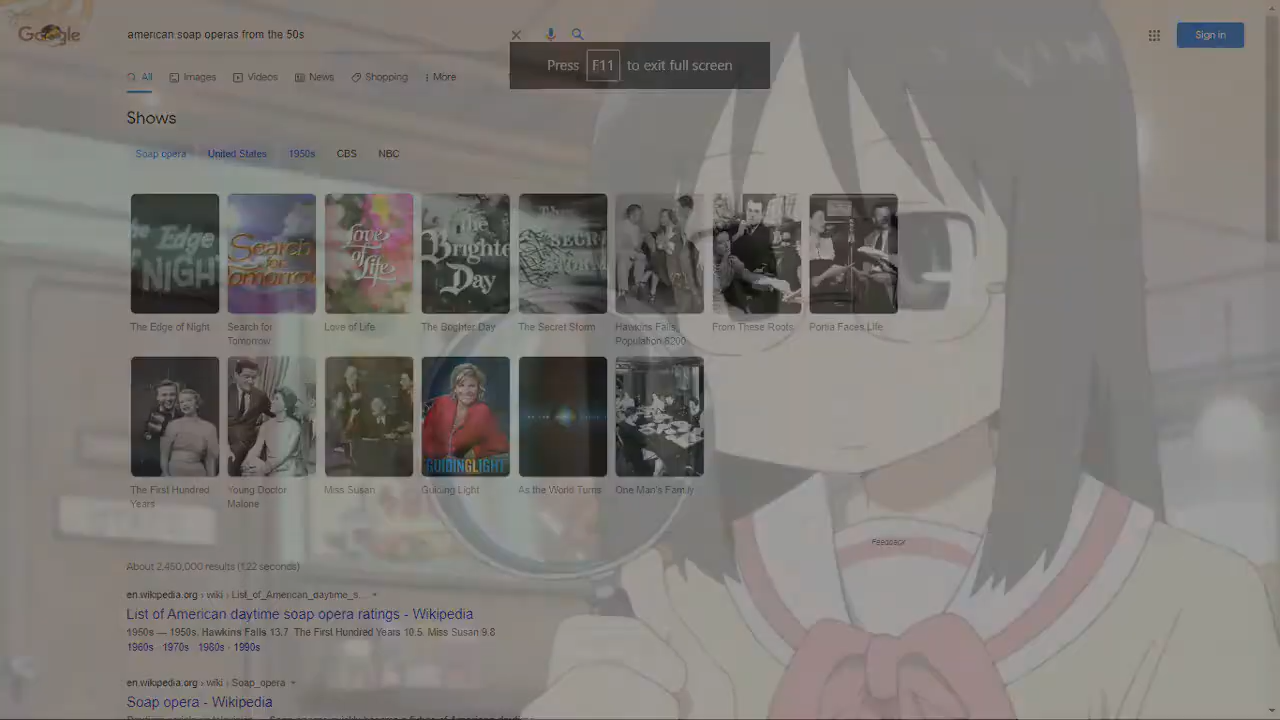 Google
american soap operas from the 50s
Sign in
Press F11 to exit full screen
All Images Videos News Shopping More
Shows
Soap opera United States 1950s CBS NBC
The Edge of Night
Search for Tomorrow
Love of Life
The Brighter Day
The Secret Storm
Hawkins Falls, Population 6200
From These Roots
Portia Faces Life
The First Hundred Years
Young Doctor Malone
Miss Susan
GUIDING LIGHT
Guiding Light
As the World Turns
One Man's Family
Feedback
About 2,450,000 results (1.22 seconds)
en.wikipedia.org › wiki › List_of_American_daytime_s...
List of American daytime soap opera ratings - Wikipedia
1950s — 1950s. Hawkins Falls 13.7 The First Hundred Years 10.5. Miss Susan 9.8
1960s · 1970s · 1980s · 1990s
en.wikipedia.org › wiki › Soap_opera
Soap opera - Wikipedia